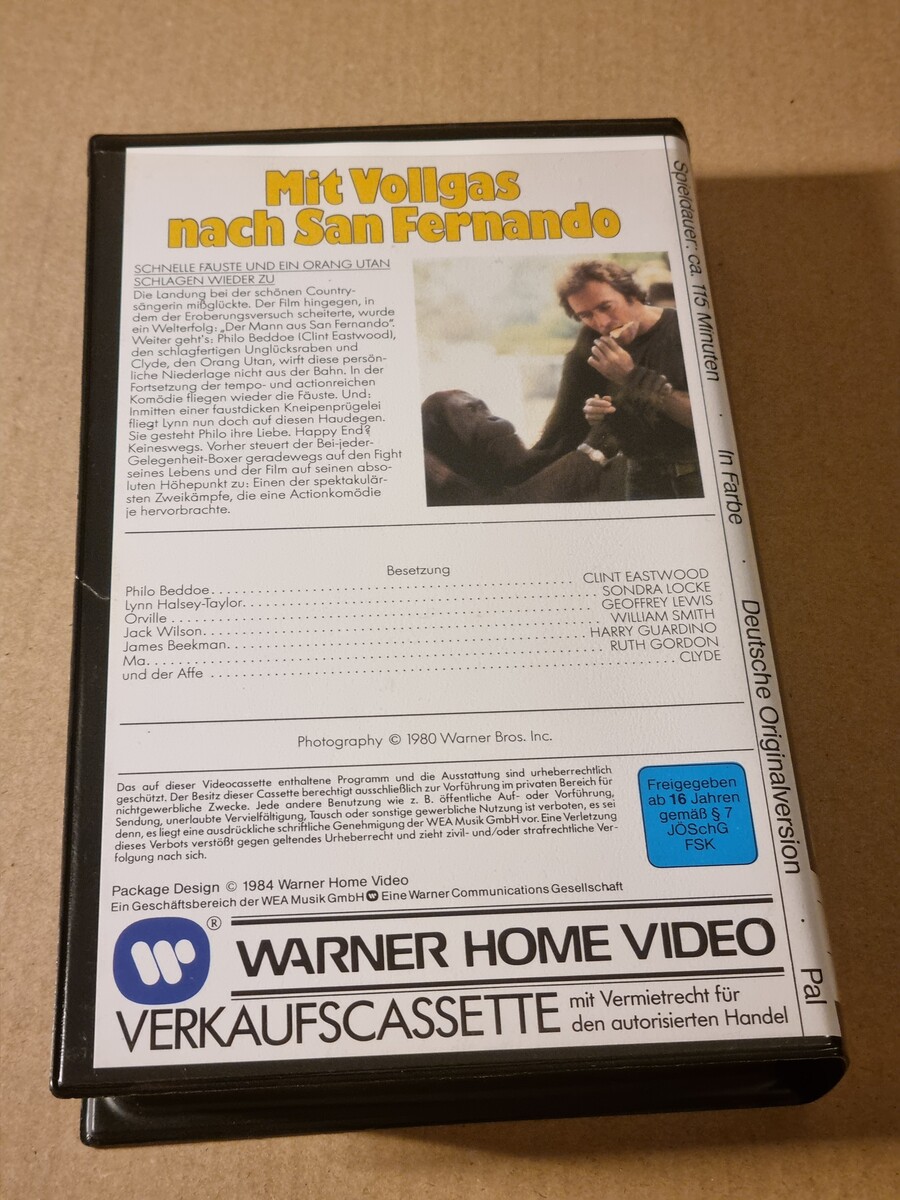 Mit Vollgas
nach San Fernando
SCHNELLE FÄUSTE UND EIN ORANG UTAN
SCHLAGEN WIEDER ZU
Die Landung bei der schönen Country-
sängerin mißglückte. Der Film hingegen, in
dem der Eroberungsversuch scheiterte, wurde
ein Welterfolg: „Der Mann aus San Fernando“.
Weiter geht's: Philo Beddoe (Clint Eastwood),
den schlagfertigen Unglücksraben und
Clyde, den Orang Utan, wirft diese persön-
liche Niederlage nicht aus der Bahn. In der
Fortsetzung der tempo- und actionreichen
Komödie fliegen wieder die Fäuste. Und:
Inmitten einer faustdicken Kneipenprügelei
fliegt Lynn nun doch auf diesen Haudegen.
Sie gesteht Philo ihre Liebe. Happy End?
Keineswegs. Vorher steuert der Bei-jeder-
Gelegenheit-Boxer geradewegs auf den Fight
seines Lebens und der Film auf seinen abso-
luten Höhepunkt zu: Einen der spektakulär-
sten Zweikämpfe, die eine Actionkomödie
je hervorbrachte.
Besetzung
Philo Beddoe. . . . . CLINT EASTWOOD
Lynn Halsey-Taylor. . . . . SONDRA LOCKE
Orville . . . . . GEOFFREY LEWIS
Jack Wilson. . . . . WILLIAM SMITH
James Beekman. . . . . HARRY GUARDINO
Ma. . . . . RUTH GORDON
und der Affe . . . . . CLYDE
Photography © 1980 Warner Bros. Inc.
Das auf dieser Videocassette enthaltene Programm und die Ausstattung sind urheberrechtlich
geschützt. Der Besitz dieser Cassette berechtigt ausschließlich zur Vorführung im privaten Bereich für
nichtgewerbliche Zwecke. Jede andere Benutzung wie z. B. öffentliche Auf- oder Vorführung,
Sendung, unerlaubte Vervielfältigung, Tausch oder sonstige gewerbliche Nutzung ist verboten, es sei
denn, es liegt eine ausdrückliche schriftliche Genehmigung der WEA Musik GmbH vor. Eine Verletzung
dieses Verbots verstößt gegen geltendes Urheberrecht und zieht zivil- und/oder strafrechtliche Ver-
folgung nach sich.
Freigegeben
ab 16 Jahren
gemäß § 7
JÖSchG
FSK
Package Design © 1984 Warner Home Video
Ein Geschäftsbereich der WEA Musik GmbH Eine Warner Communications Gesellschaft
® WARNER HOME VIDEO
VERKAUFSCASSETTE mit Vermietrecht für
den autorisierten Handel
Spieldauer: ca. 115 Minuten · In Farbe · Deutsche Originalversion · Pal